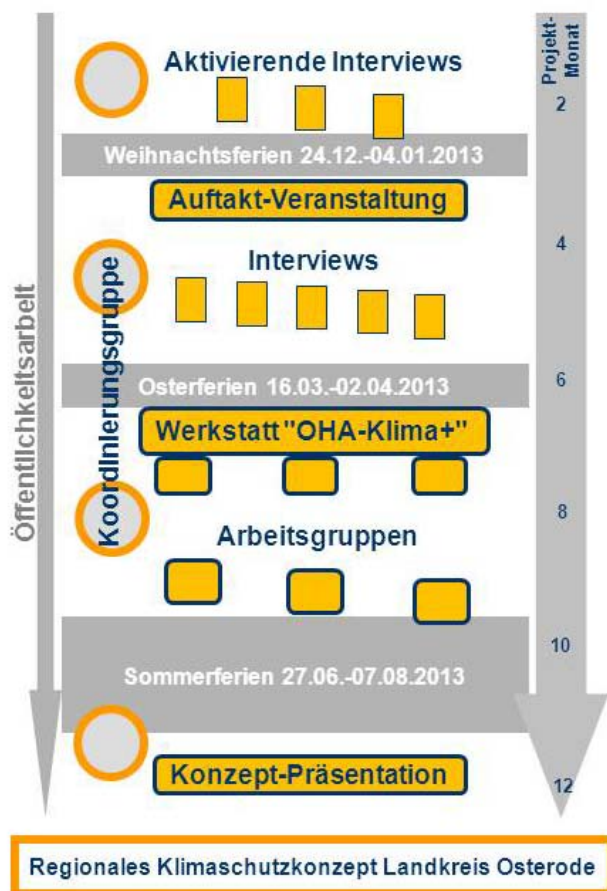 Projekt-
Monat
Aktivierende Interviews
2
Weihnachtsferien 24.12.-04.01.2013
Auftakt-Veranstaltung
4
Interviews
Öffentlichkeitsarbeit
Koordinierungsgruppe
Osterferien 16.03.-02.04.2013
6
Werkstatt "OHA-Klima+"
8
Arbeitsgruppen
10
Sommerferien 27.06.-07.08.2013
Konzept-Präsentation
12
Regionales Klimaschutzkonzept Landkreis Osterode